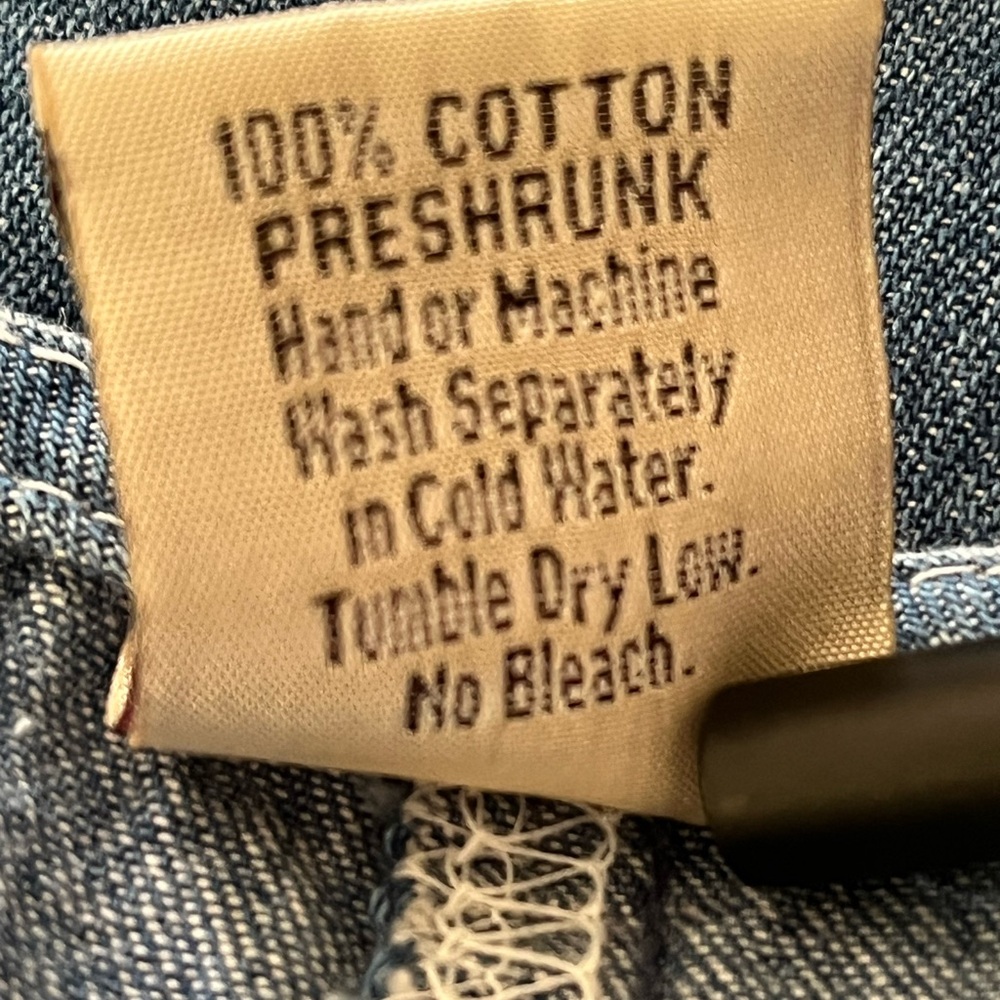 100% COTTON
PRESHRUNK
Hand or Machine
Wash Separately
in Cold Water.
Tumble Dry Low.
No Bleach.